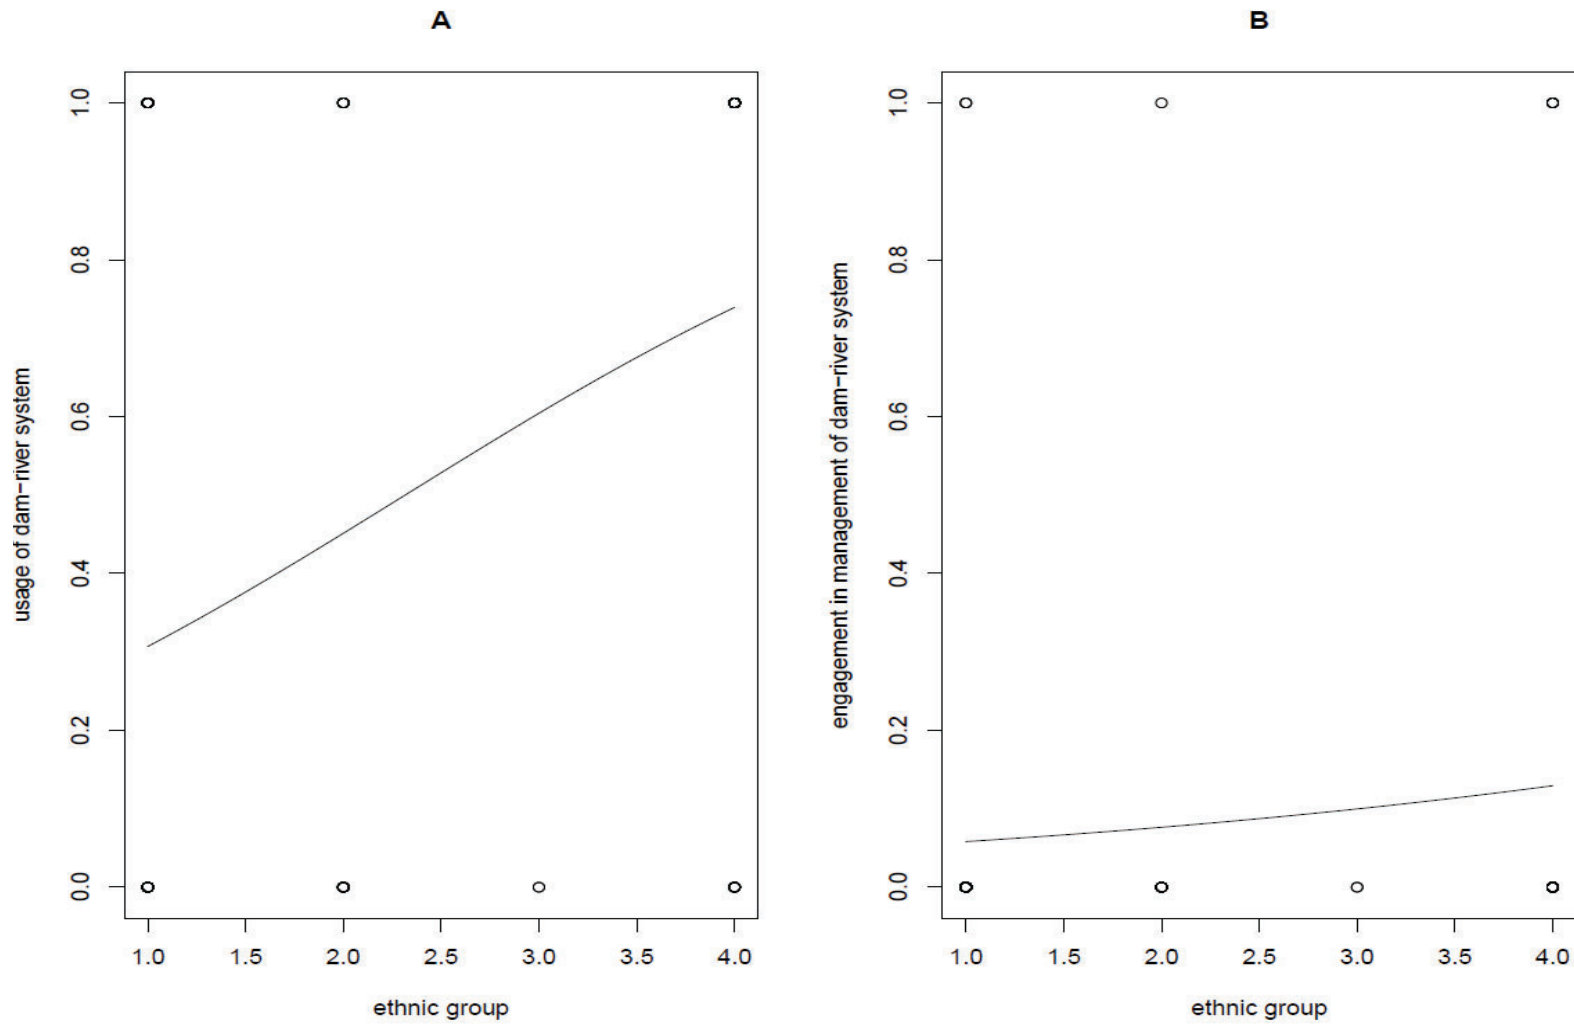 A
usage of dam-river system
1.0
0.8
0.6
0.4
0.2
0.0
1.0 1.5 2.0 2.5 3.0 3.5 4.0
ethnic group
B
engagement in management of dam-river system
1.0
0.8
0.6
0.4
0.2
0.0
1.0 1.5 2.0 2.5 3.0 3.5 4.0
ethnic group